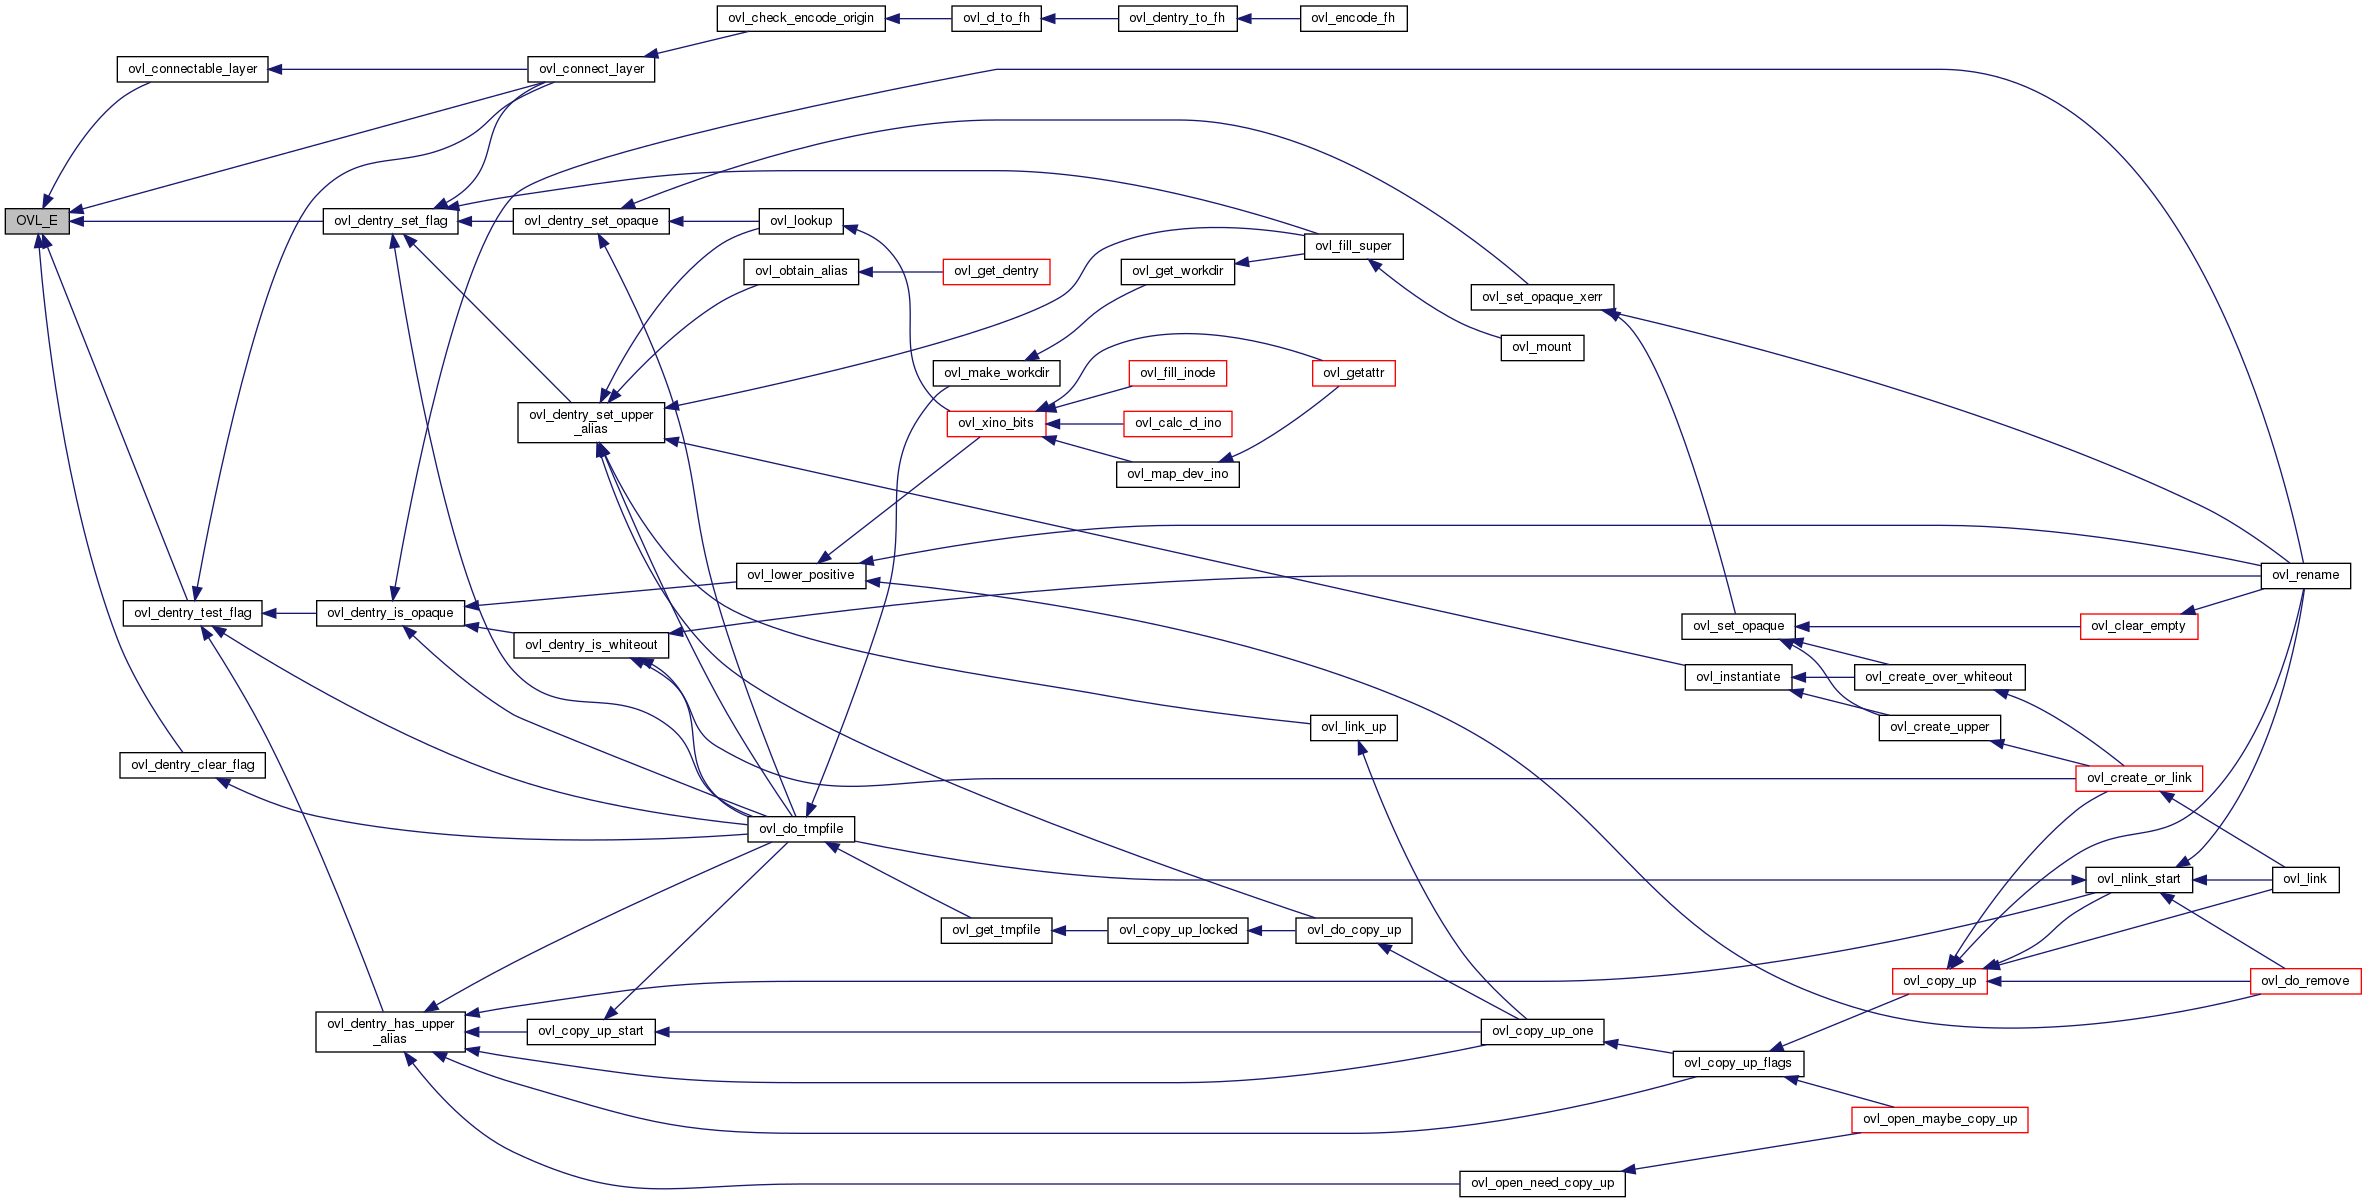 ovl_check_encode_origin
ovl_d_to_fh
ovl_dentry_to_fh
ovl_encode_fh
ovl_connectable_layer
ovl_connect_layer
OVL_E
ovl_dentry_set_flag
ovl_dentry_set_opaque
ovl_lookup
ovl_fill_super
ovl_obtain_alias
ovl_get_dentry
ovl_get_workdir
ovl_set_opaque_xerr
ovl_mount
ovl_make_workdir
ovl_fill_inode
ovl_getattr
ovl_dentry_set_upper
_alias
ovl_xino_bits
ovl_calc_d_ino
ovl_map_dev_ino
ovl_lower_positive
ovl_rename
ovl_dentry_test_flag
ovl_dentry_is_opaque
ovl_dentry_is_whiteout
ovl_set_opaque
ovl_clear_empty
ovl_instantiate
ovl_create_over_whiteout
ovl_link_up
ovl_create_upper
ovl_dentry_clear_flag
ovl_create_or_link
ovl_do_tmpfile
ovl_nlink_start
ovl_link
ovl_get_tmpfile
ovl_copy_up_locked
ovl_do_copy_up
ovl_copy_up
ovl_do_remove
ovl_dentry_has_upper
_alias
ovl_copy_up_start
ovl_copy_up_one
ovl_copy_up_flags
ovl_open_maybe_copy_up
ovl_open_need_copy_up